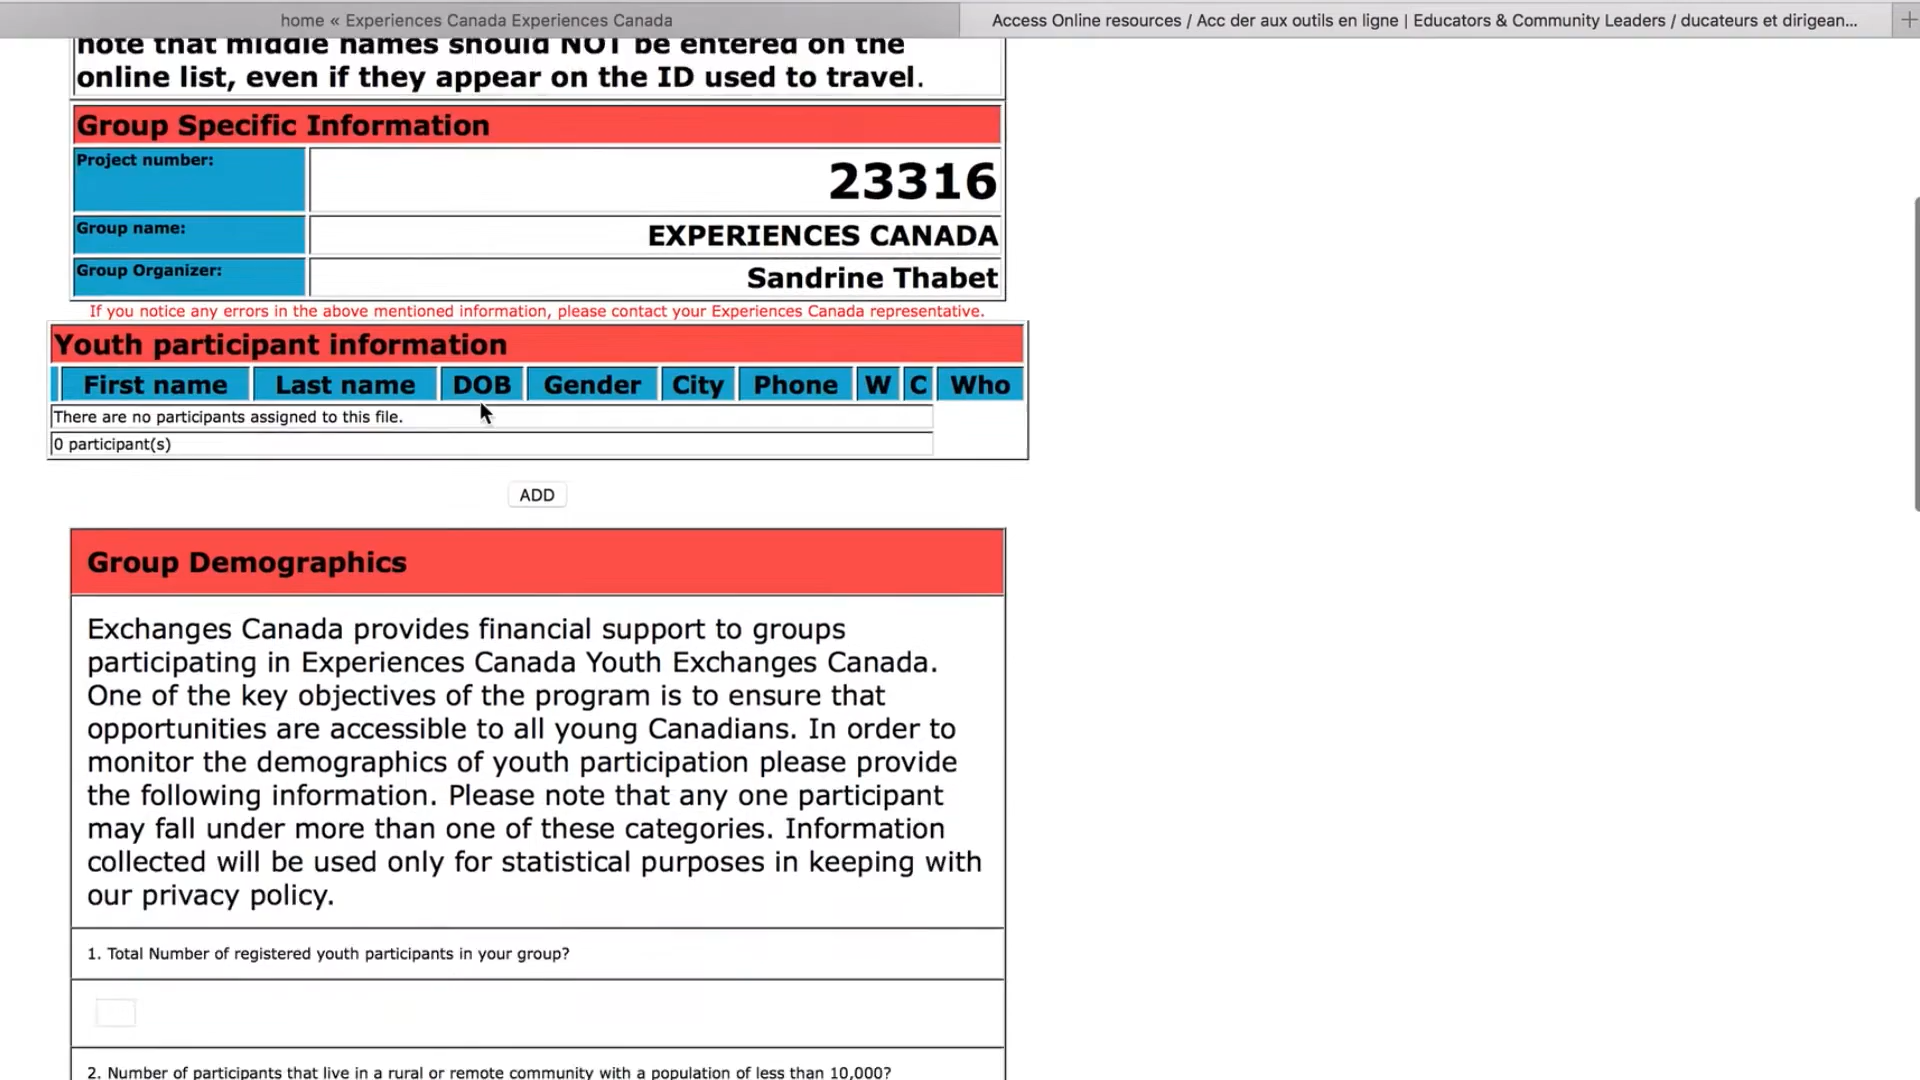 home « Experiences Canada Experiences Canada
Access Online resources / Acc der aux outils en ligne | Educators & Community Leaders / ducateurs et dirigean...
note that middle names should NOT be entered on the
online list, even if they appear on the ID used to travel.
Group Specific Information
Project number:
23316
Group name:
EXPERIENCES CANADA
Group Organizer:
Sandrine Thabet
If you notice any errors in the above mentioned information, please contact your Experiences Canada representative.
Youth participant information
First name Last name DOB Gender City Phone W C Who
There are no participants assigned to this file.
0 participant(s)
ADD
Group Demographics
Exchanges Canada provides financial support to groups
participating in Experiences Canada Youth Exchanges Canada.
One of the key objectives of the program is to ensure that
opportunities are accessible to all young Canadians. In order to
monitor the demographics of youth participation please provide
the following information. Please note that any one participant
may fall under more than one of these categories. Information
collected will be used only for statistical purposes in keeping with
our privacy policy.
1. Total Number of registered youth participants in your group?
2. Number of participants that live in a rural or remote community with a population of less than 10,000?